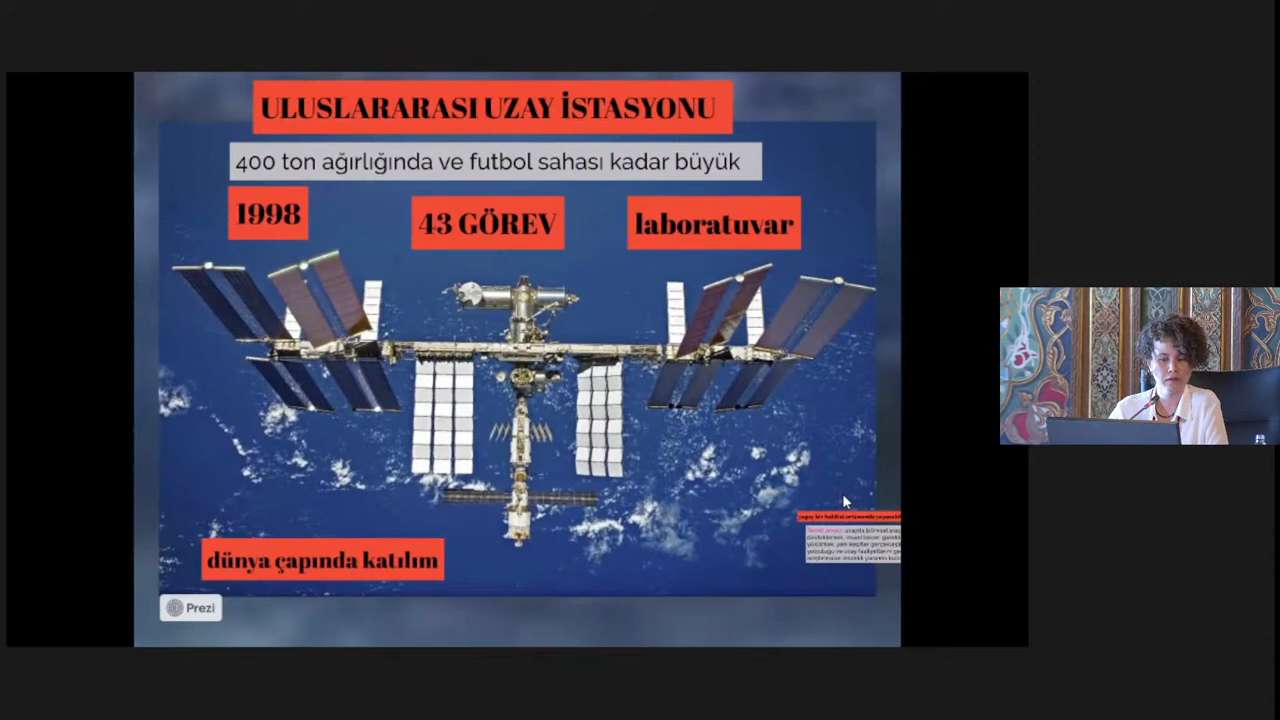 ULUSLARARASI UZAY İSTASYONU
400 ton ağırlığında ve futbol sahası kadar büyük
1998
43 GÖREV
laboratuvar
dünya çapında katılım
Prezi